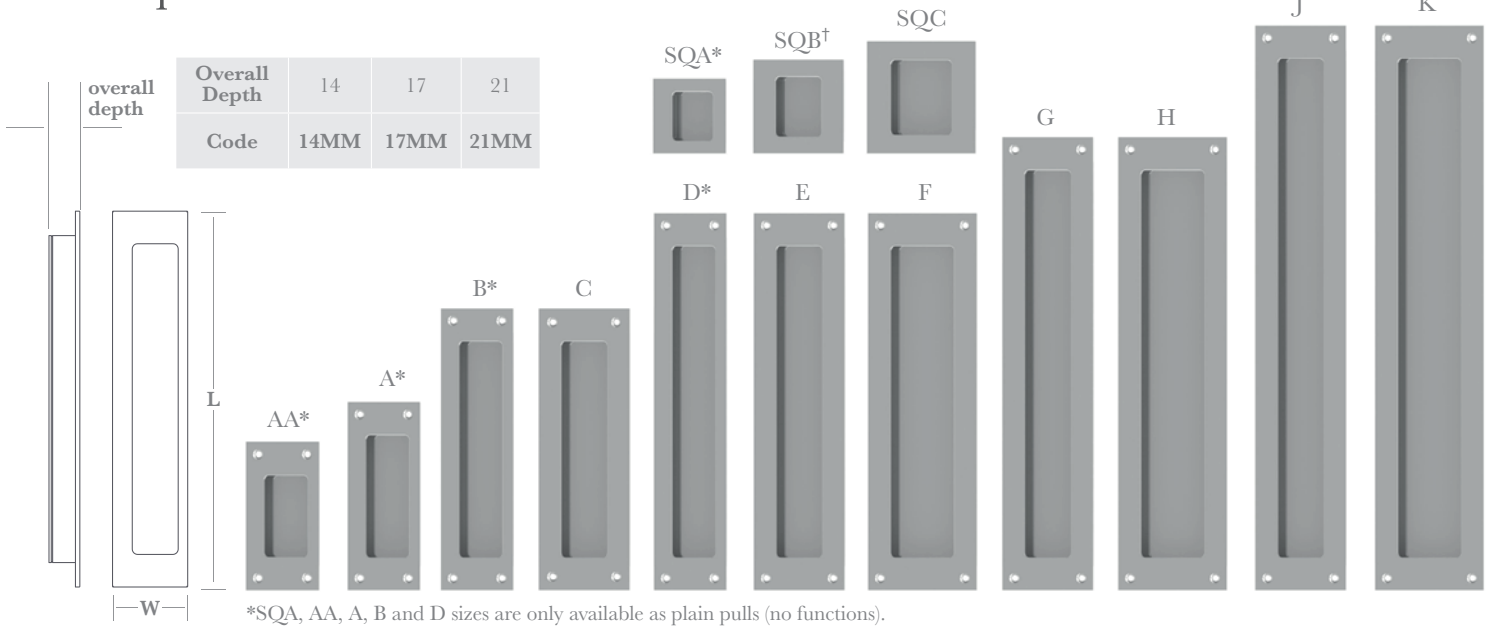 J K
SQC
SQB†
SQA*
overall
depth
Overall
Depth 14 17 21
Code 14MM 17MM 21MM
G H
D* E F
B* C
A*
AA*
L
W
*SQA, AA, A, B and D sizes are only available as plain pulls (no functions).